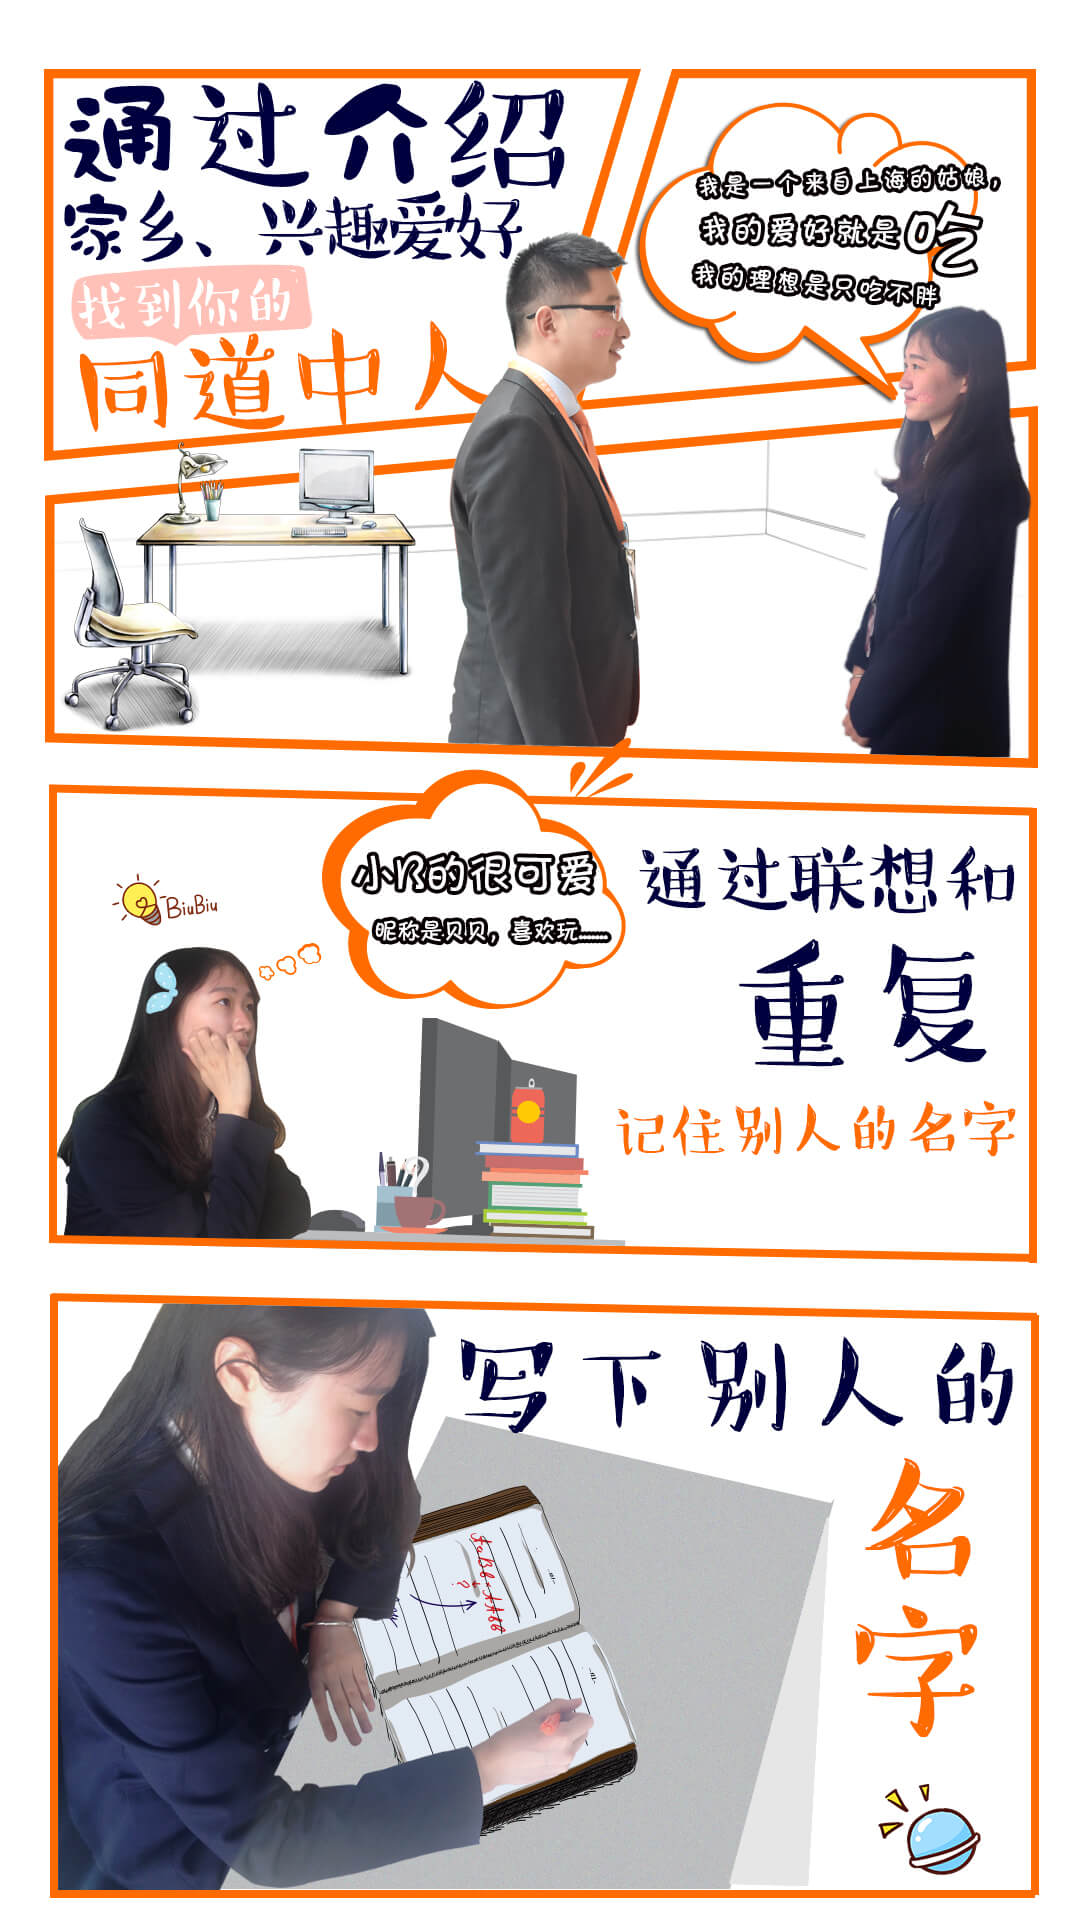 通过介绍
家乡、兴趣爱好
找到你的
同道中人
我是一个来自上海的姑娘，
我的爱好就是吃
我的理想是只吃不胖
小B的很可爱
昵称是贝贝，喜欢玩......
BiuBiu
通过联想和
重复
记住别人的名字
写下别人的
名
字